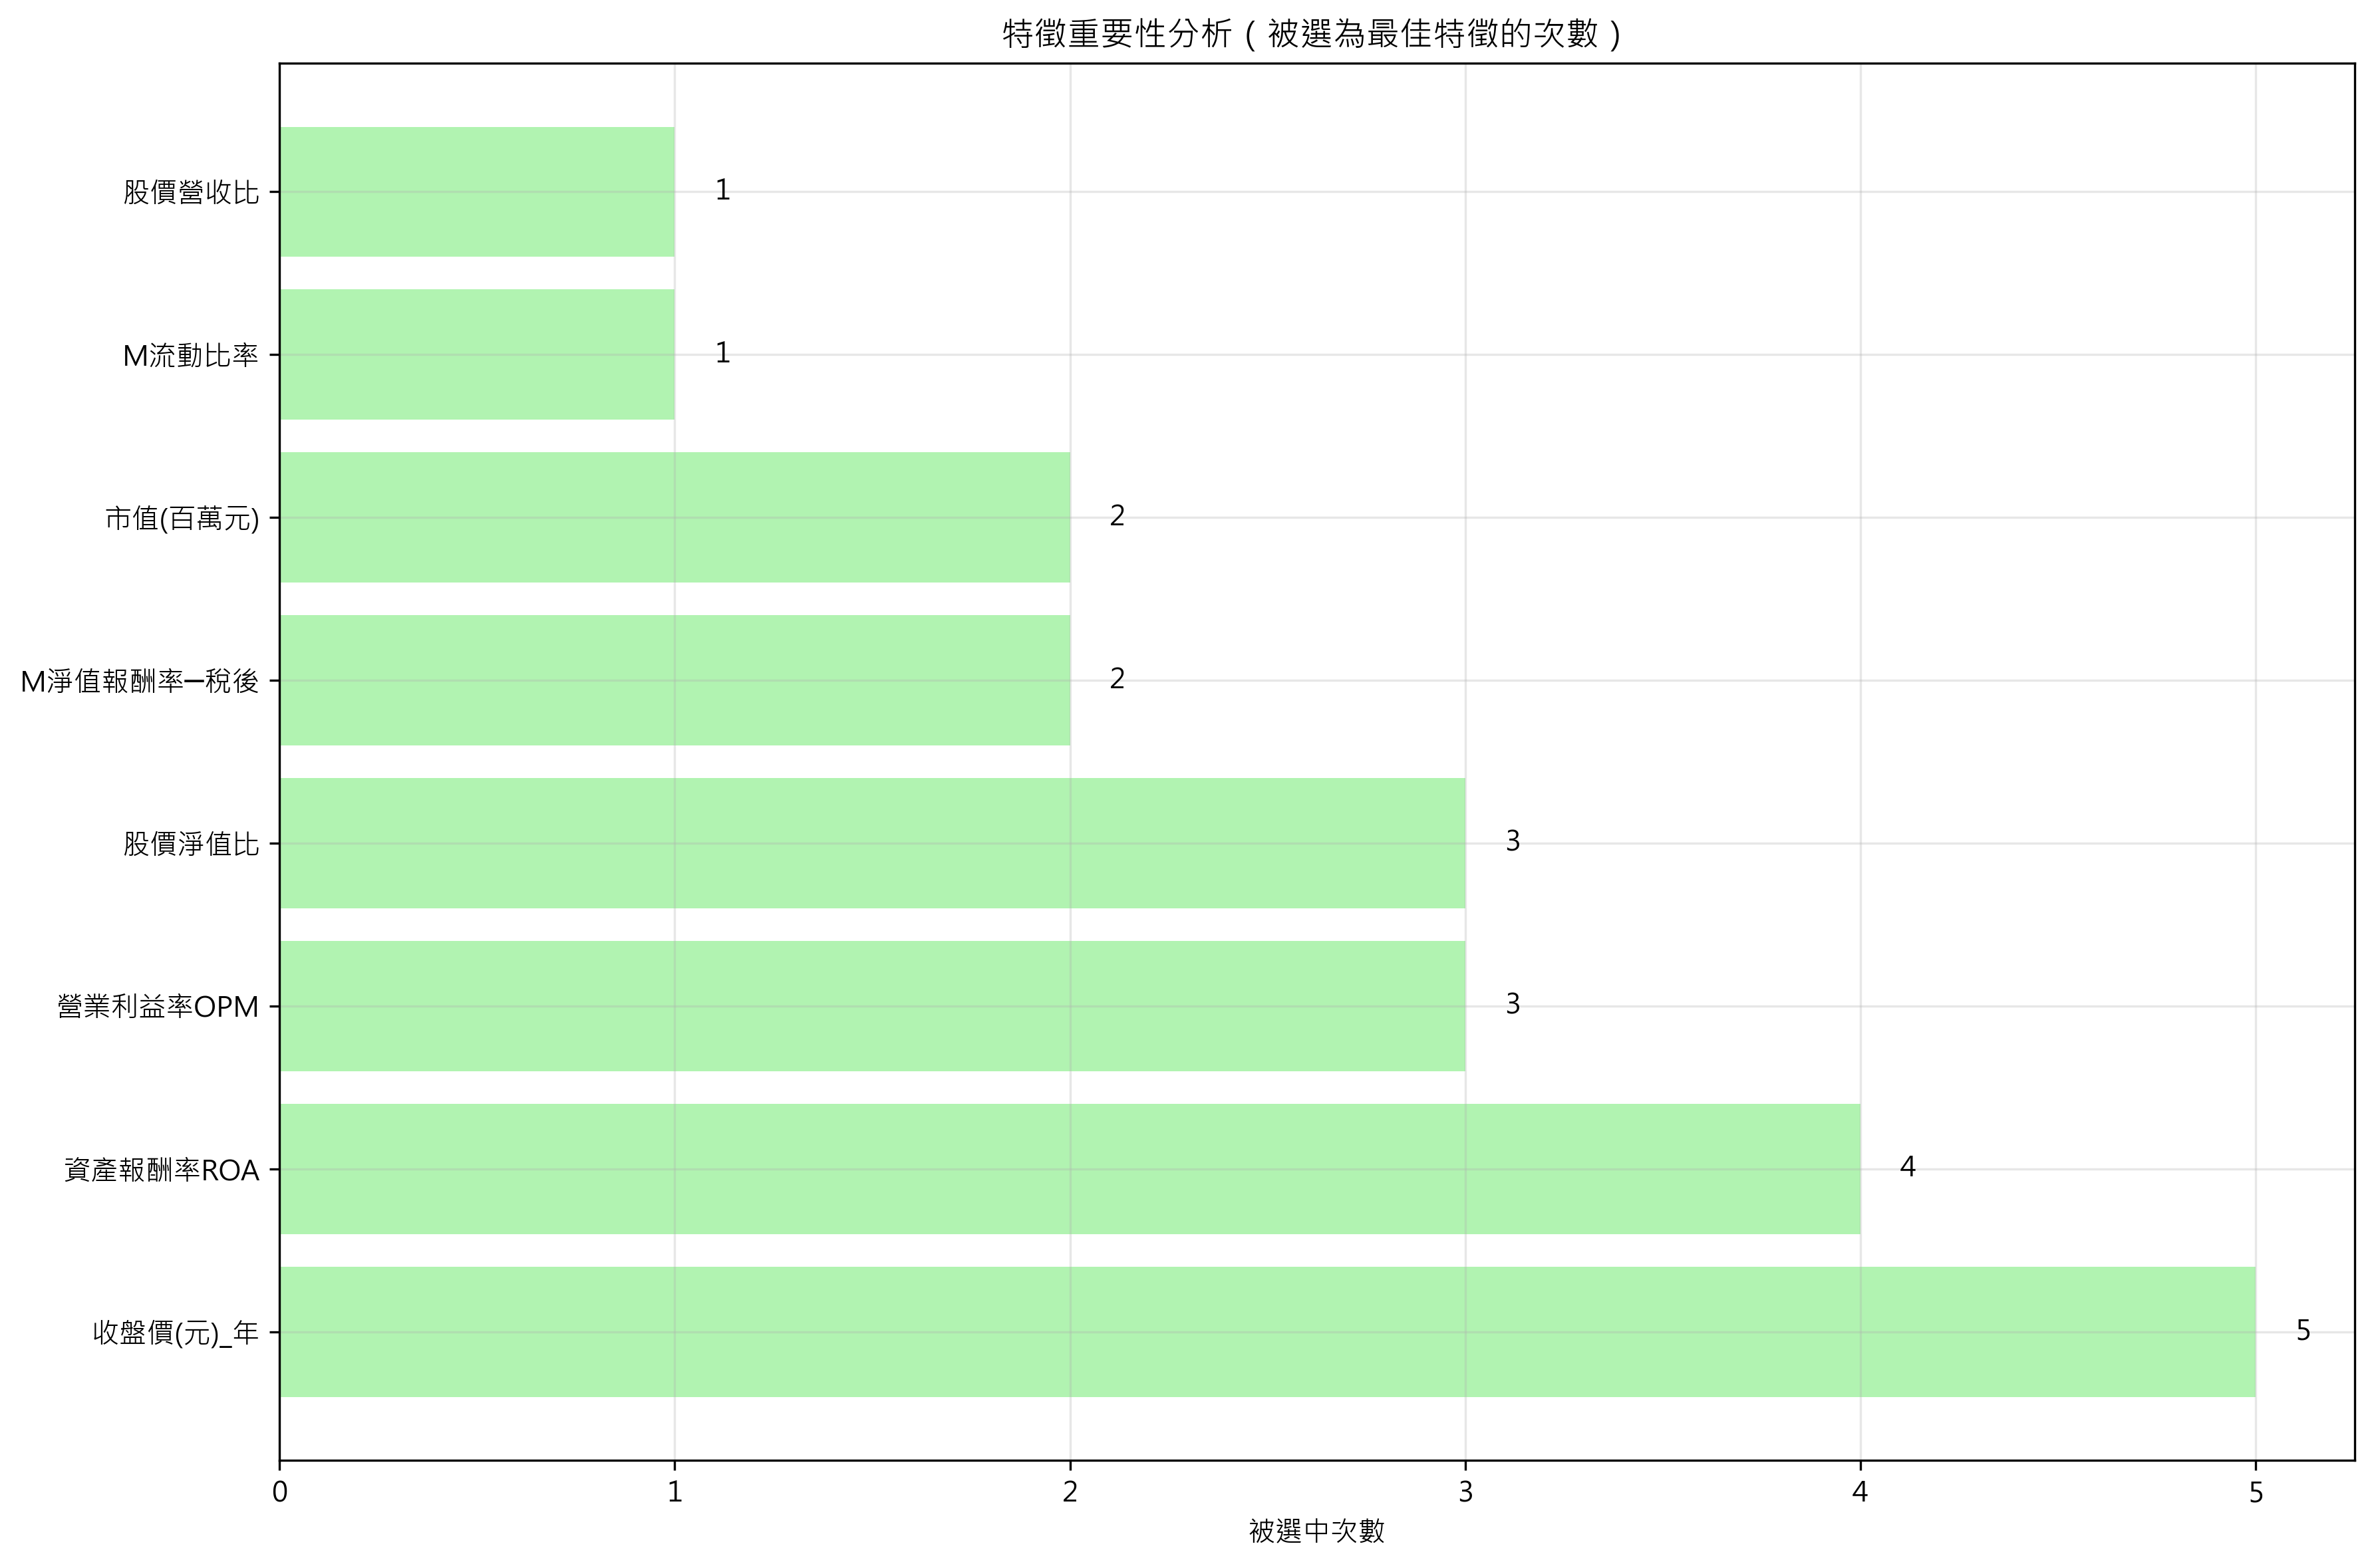 特徵重要性分析（被選為最佳特徵的次數）
股價營收比 1
M流動比率 1
市值(百萬元) 2
M淨值報酬率─稅後 2
股價淨值比 3
營業利益率OPM 3
資產報酬率ROA 4
收盤價(元)_年 5
0 1 2 3 4 5
被選中次數